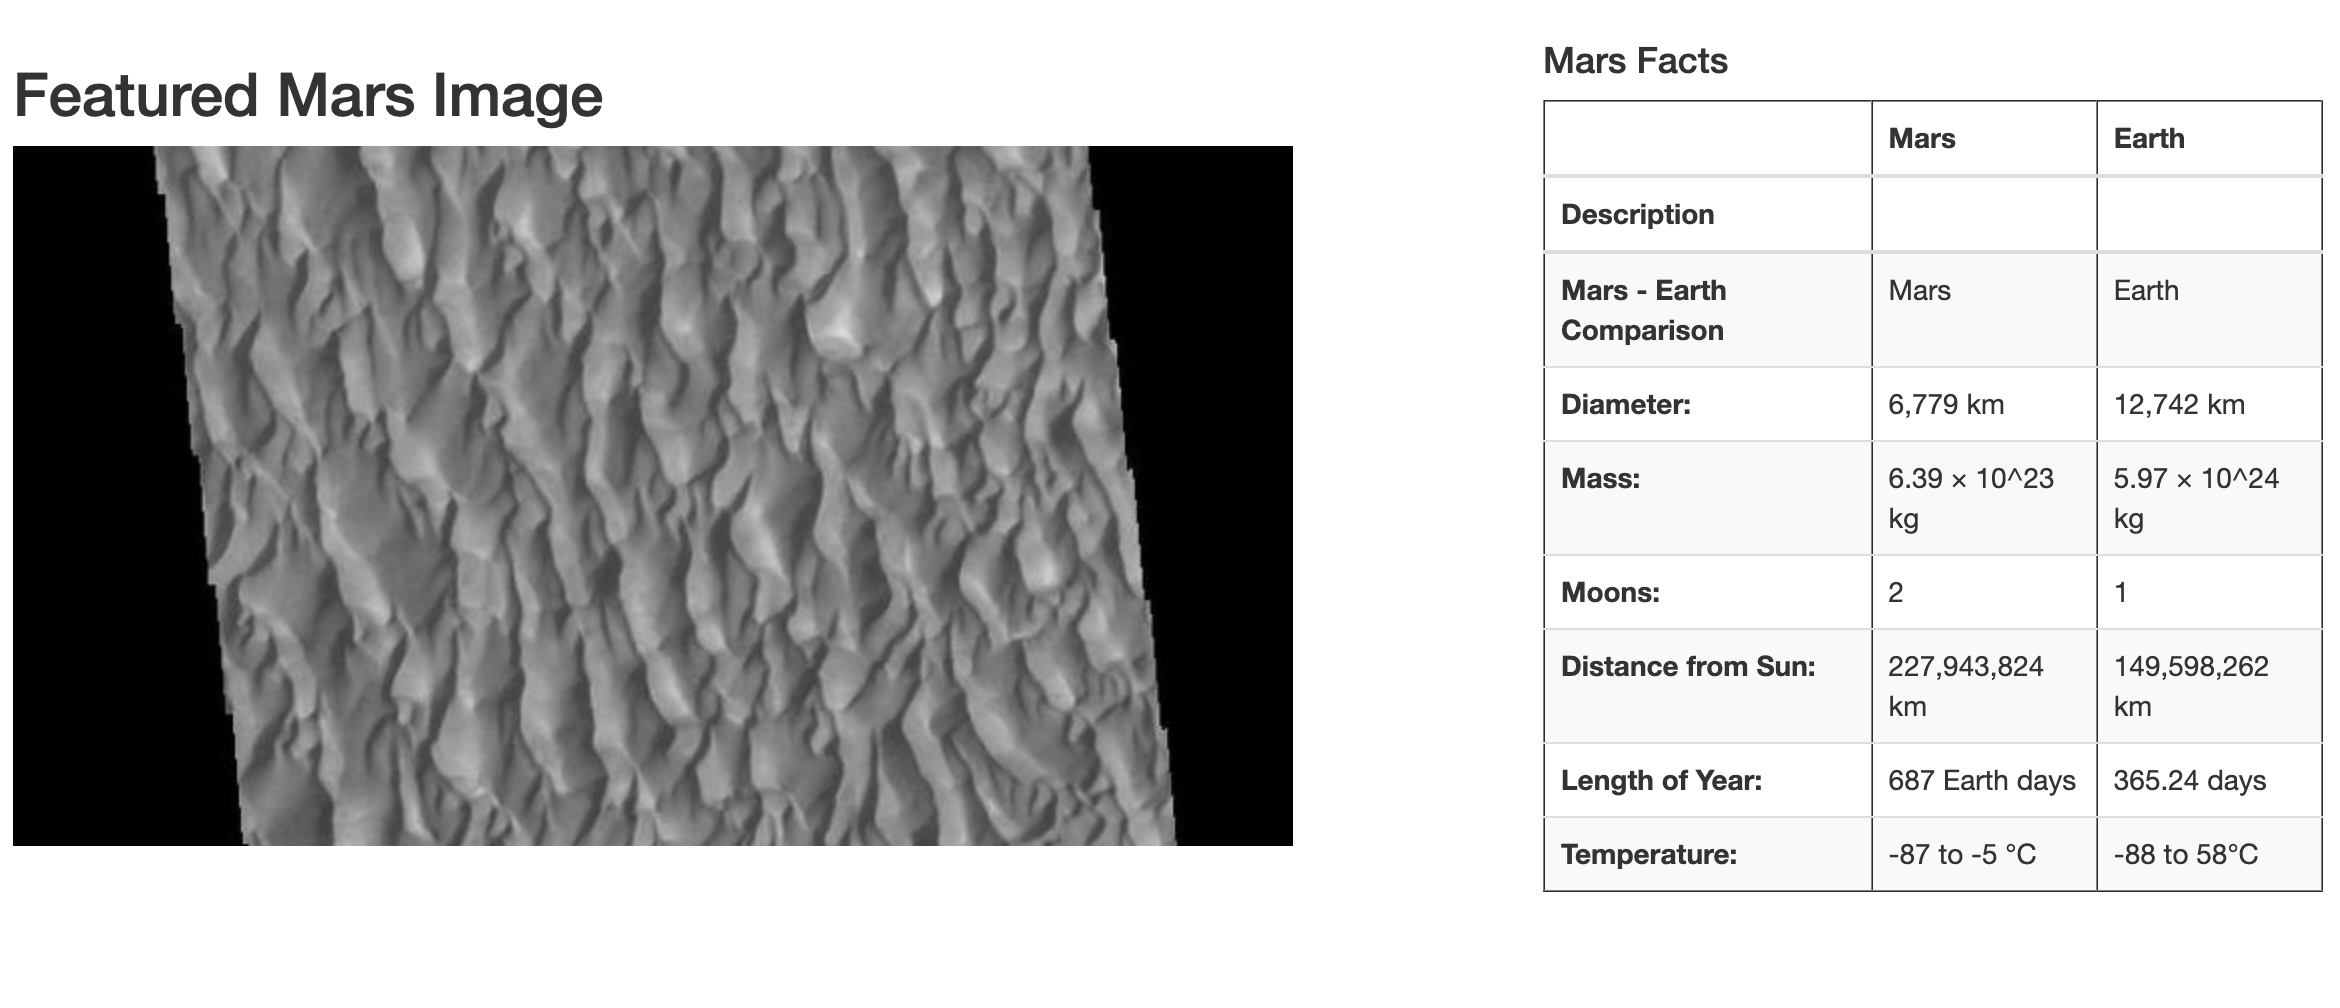 Featured Mars Image
Mars Facts
Mars Earth
Description
Mars - Earth Comparison Mars Earth
Diameter: 6,779 km 12,742 km
Mass: 6.39 × 10^23 kg 5.97 × 10^24 kg
Moons: 2 1
Distance from Sun: 227,943,824 km 149,598,262 km
Length of Year: 687 Earth days 365.24 days
Temperature: -87 to -5 °C -88 to 58°C